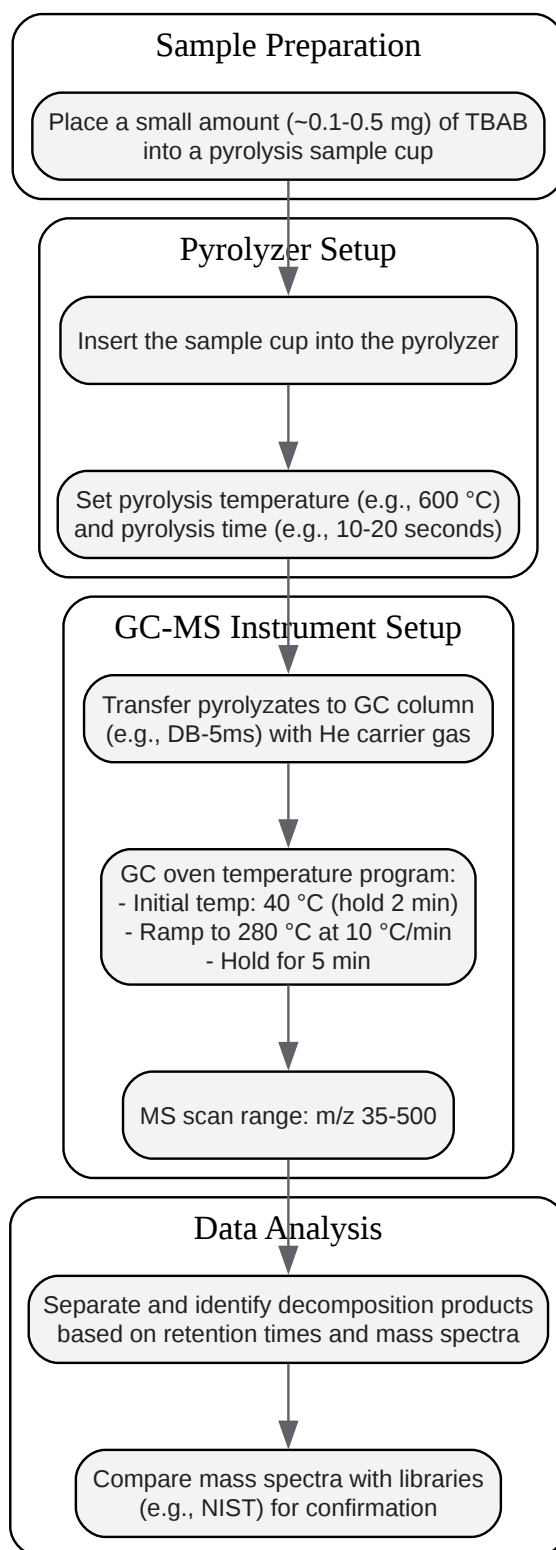 Sample Preparation
Place a small amount (~0.1-0.5 mg) of TBAB
into a pyrolysis sample cup
Pyrolyzer Setup
Insert the sample cup into the pyrolyzer
Set pyrolysis temperature (e.g., 600 °C)
and pyrolysis time (e.g., 10-20 seconds)
GC-MS Instrument Setup
Transfer pyrolyzates to GC column
(e.g., DB-5ms) with He carrier gas
GC oven temperature program:
- Initial temp: 40 °C (hold 2 min)
- Ramp to 280 °C at 10 °C/min
- Hold for 5 min
MS scan range: m/z 35-500
Data Analysis
Separate and identify decomposition products
based on retention times and mass spectra
Compare mass spectra with libraries
(e.g., NIST) for confirmation